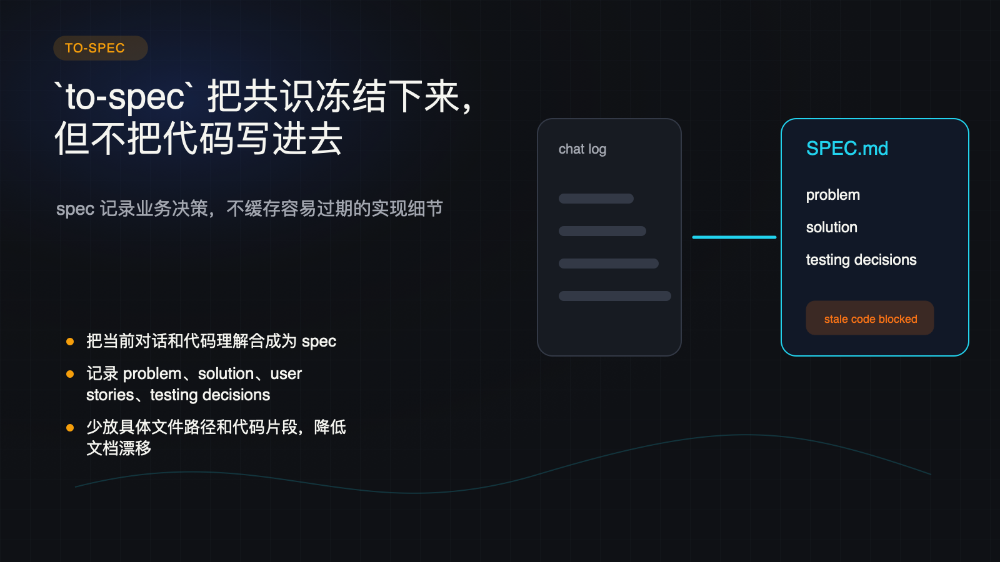 TO-SPEC
`to-spec` 把共识冻结下来，
但不把代码写进去
spec 记录业务决策，不缓存容易过期的实现细节
把当前对话和代码理解合成为 spec
记录 problem、solution、user
stories、testing decisions
少放具体文件路径和代码片段，降低
文档漂移
chat log
SPEC.md
problem
solution
testing decisions
stale code blocked